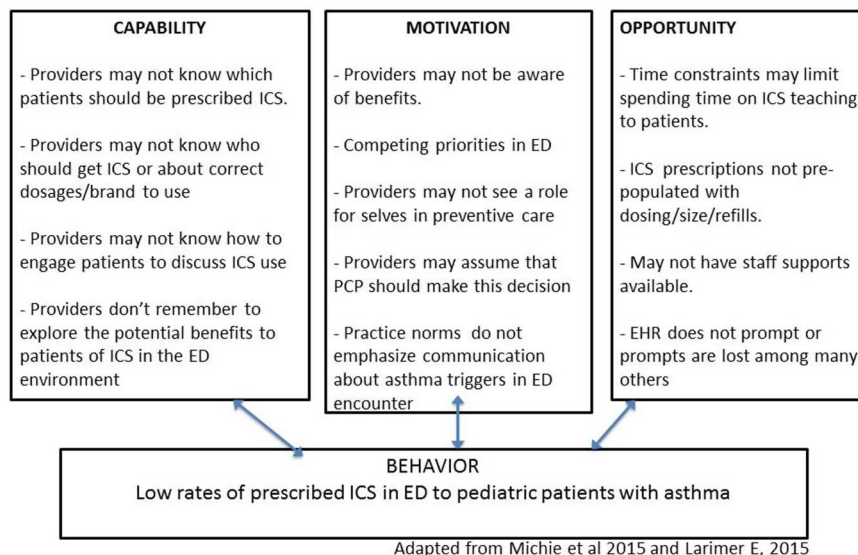 CAPABILITY
- Providers may not know which
patients should be prescribed ICS.
- Providers may not know who
should get ICS or about correct
dosages/brand to use
- Providers may not know how to
engage patients to discuss ICS use
- Providers don't remember to
explore the potential benefits to
patients of ICS in the ED
environment
MOTIVATION
- Providers may not be aware
of benefits.
- Competing priorities in ED
- Providers may not see a role
for selves in preventive care
- Providers may assume that
PCP should make this decision
- Practice norms do not
emphasize communication
about asthma triggers in ED
encounter
OPPORTUNITY
- Time constraints may limit
spending time on ICS teaching
to patients.
- ICS prescriptions not pre-
populated with
dosing/size/refills.
- May not have staff supports
available.
- EHR does not prompt or
prompts are lost among many
others
BEHAVIOR
Low rates of prescribed ICS in ED to pediatric patients with asthma
Adapted from Michie et al 2015 and Larimer E, 2015